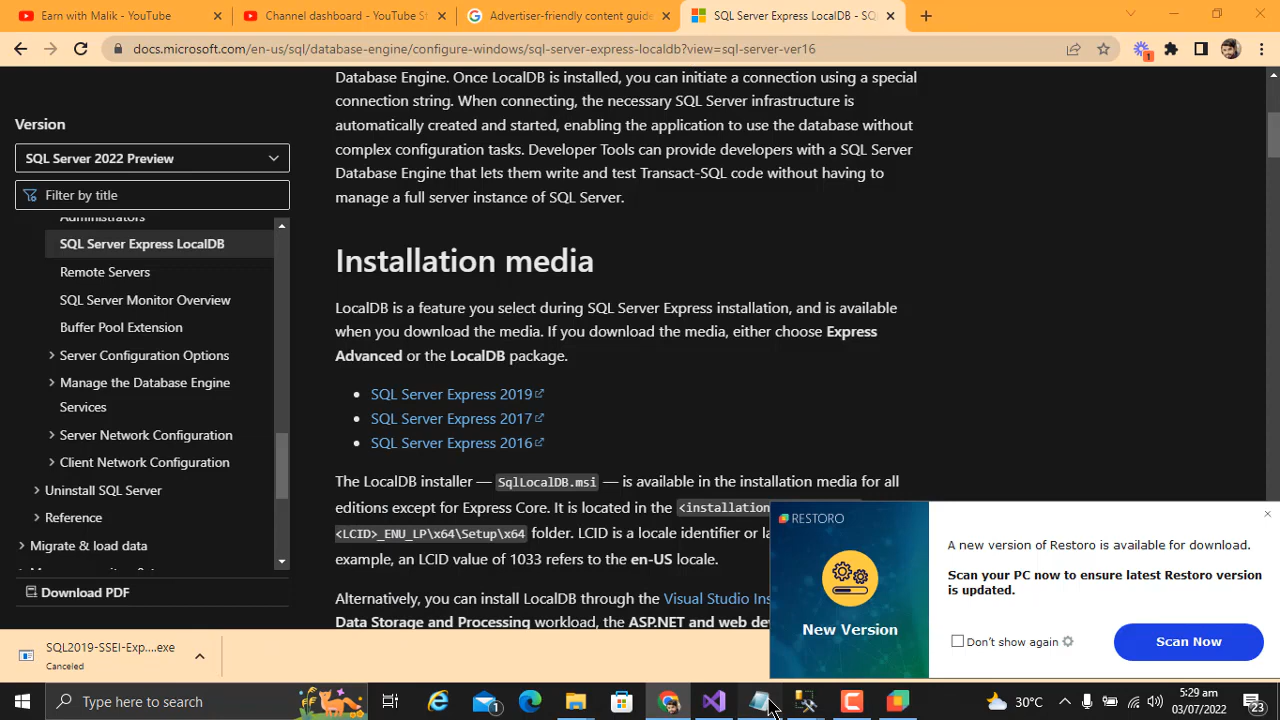 Earn with Malik - YouTube
Channel dashboard - YouTube S
Advertiser-friendly content guide
SQL Server Express LocalDB - SQ
docs.microsoft.com/en-us/sql/database-engine/configure-windows/sql-server-express-localdb?view=sql-server-ver16
1
Version
SQL Server 2022 Preview
Filter by title
Administrators
SQL Server Express LocalDB
Remote Servers
SQL Server Monitor Overview
Buffer Pool Extension
Server Configuration Options
Manage the Database Engine
Services
Server Network Configuration
Client Network Configuration
Uninstall SQL Server
Reference
Migrate & load data
Download PDF
Database Engine. Once LocalDB is installed, you can initiate a connection using a special
connection string. When connecting, the necessary SQL Server infrastructure is
automatically created and started, enabling the application to use the database without
complex configuration tasks. Developer Tools can provide developers with a SQL Server
Database Engine that lets them write and test Transact-SQL code without having to
manage a full server instance of SQL Server.
Installation media
LocalDB is a feature you select during SQL Server Express installation, and is available
when you download the media. If you download the media, either choose Express
Advanced or the LocalDB package.
SQL Server Express 2019
SQL Server Express 2017
SQL Server Express 2016
The LocalDB installer — SqlLocalDB.msi — is available in the installation media for all
editions except for Express Core. It is located in the <installation
<LCID>_ENU_LP\x64\Setup\x64 folder. LCID is a locale identifier or la
example, an LCID value of 1033 refers to the en-US locale.
Alternatively, you can install LocalDB through the Visual Studio Ins
Data Storage and Processing workload, the ASP.NET and web dev
RESTORO
New Version
A new version of Restoro is available for download.
Scan your PC now to ensure latest Restoro version
is updated.
Don't show again
Scan Now
SQL2019-SSEI-Exp....exe
Canceled
Type here to search
1
30°C
5:29 am
03/07/2022
23